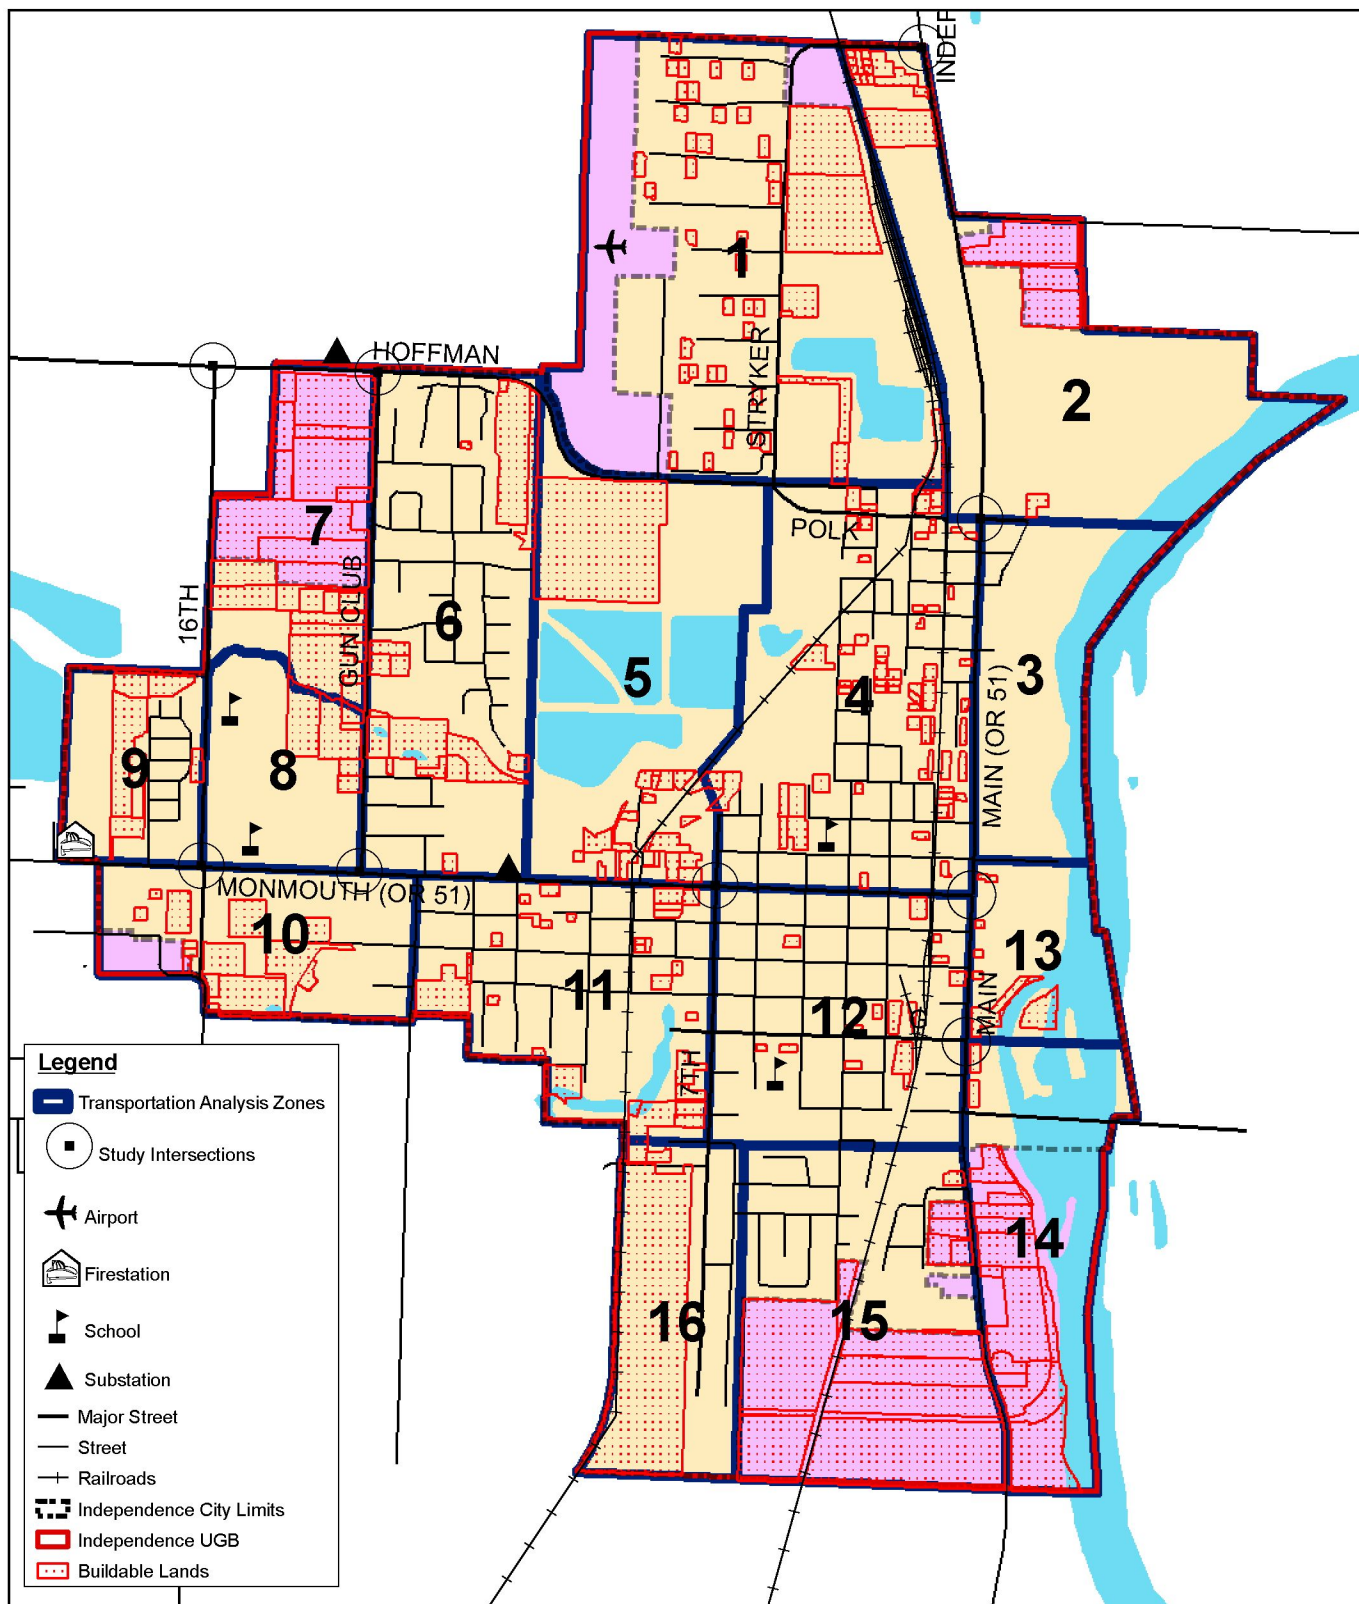 INDEP
1
STRYKER
HOFFMAN
2
7
POLK
GUN CLUB
16TH
6
5
4
3
MAIN (OR 51)
9
8
MONMOUTH (OR 51)
10
11
12
13
MAIN
7TH
14
15
16
Legend
Transportation Analysis Zones
Study Intersections
Airport
Firestation
School
Substation
Major Street
Street
Railroads
Independence City Limits
Independence UGB
Buildable Lands